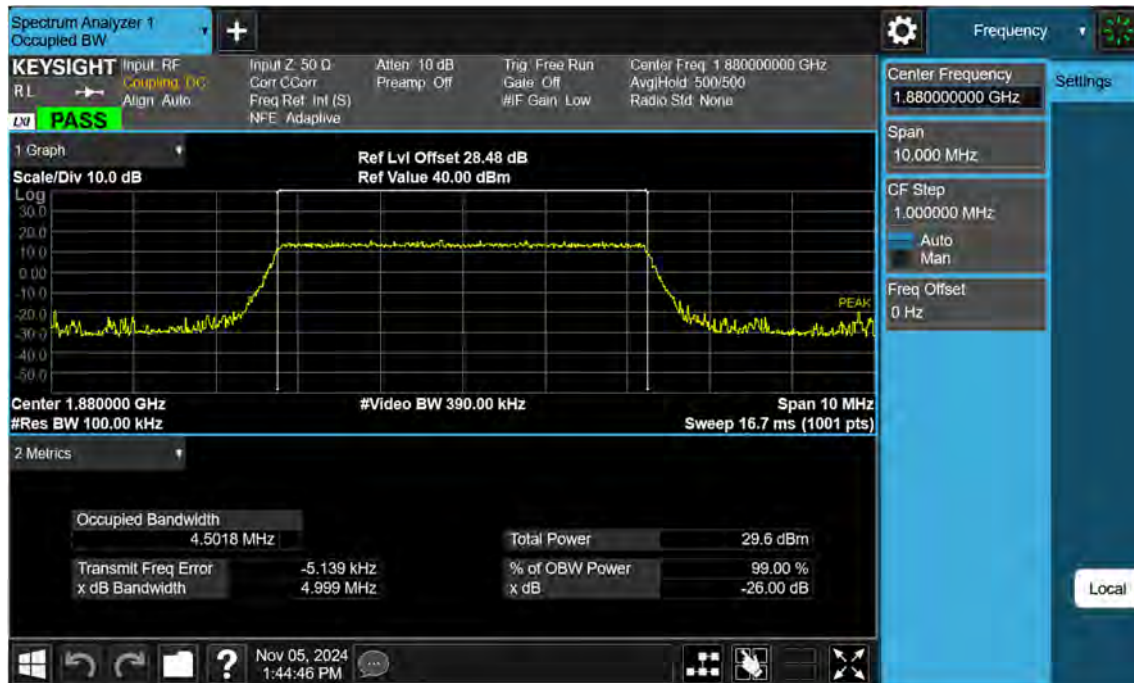 Spectrum Analyzer 1
Occupied BW
Frequency
KEYSIGHT
RL
LXI
PASS
Input: RF
Coupling: DC
Align: Auto
Input Z: 50 Ω
Corr CCorr
Freq Ref: Int (S)
NFE: Adaptive
Atten: 10 dB
Preamp: Off
Trig: Free Run
Gate: Off
#IF Gain: Low
Center Freq: 1.880000000 GHz
Avg|Hold: 500/500
Radio Std: None
Center Frequency
1.880000000 GHz
Settings
Span
10.000 MHz
CF Step
1.000000 MHz
Auto
Man
Freq Offset
0 Hz
1 Graph
Scale/Div 10.0 dB
Ref Lvl Offset 28.48 dB
Ref Value 40.00 dBm
Log
30.0
20.0
10.0
0.00
-10.0
-20.0
-30.0
-40.0
-50.0
PEAK
Center 1.880000 GHz
#Res BW 100.00 kHz
#Video BW 390.00 kHz
Span 10 MHz
Sweep 16.7 ms (1001 pts)
2 Metrics
Occupied Bandwidth
4.5018 MHz
Total Power 29.6 dBm
Transmit Freq Error -5.139 kHz
% of OBW Power 99.00 %
x dB Bandwidth 4.999 MHz
x dB -26.00 dB
Local
?
Nov 05, 2024
1:44:46 PM